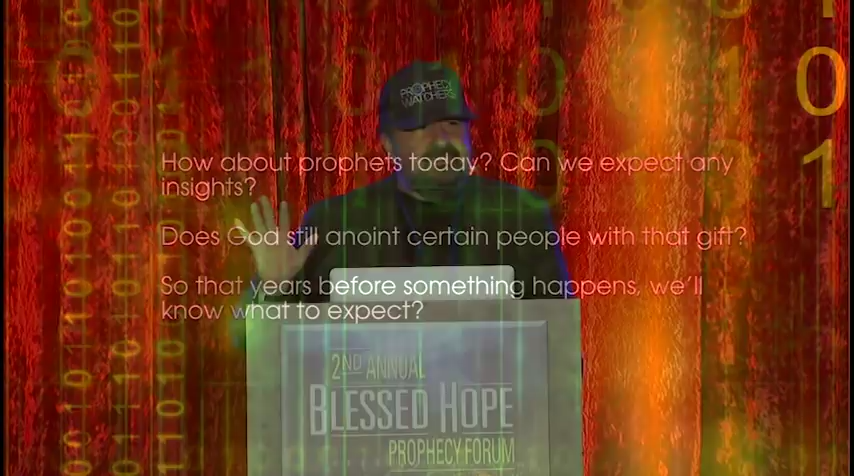 PROPHECY
WATCHERS
How about prophets today? Can we expect any
insights?
Does God still anoint certain people with that gift?
So that years before something happens, we'll
know what to expect?
2ND ANNUAL
BLESSED HOPE
PROPHECY FORUM